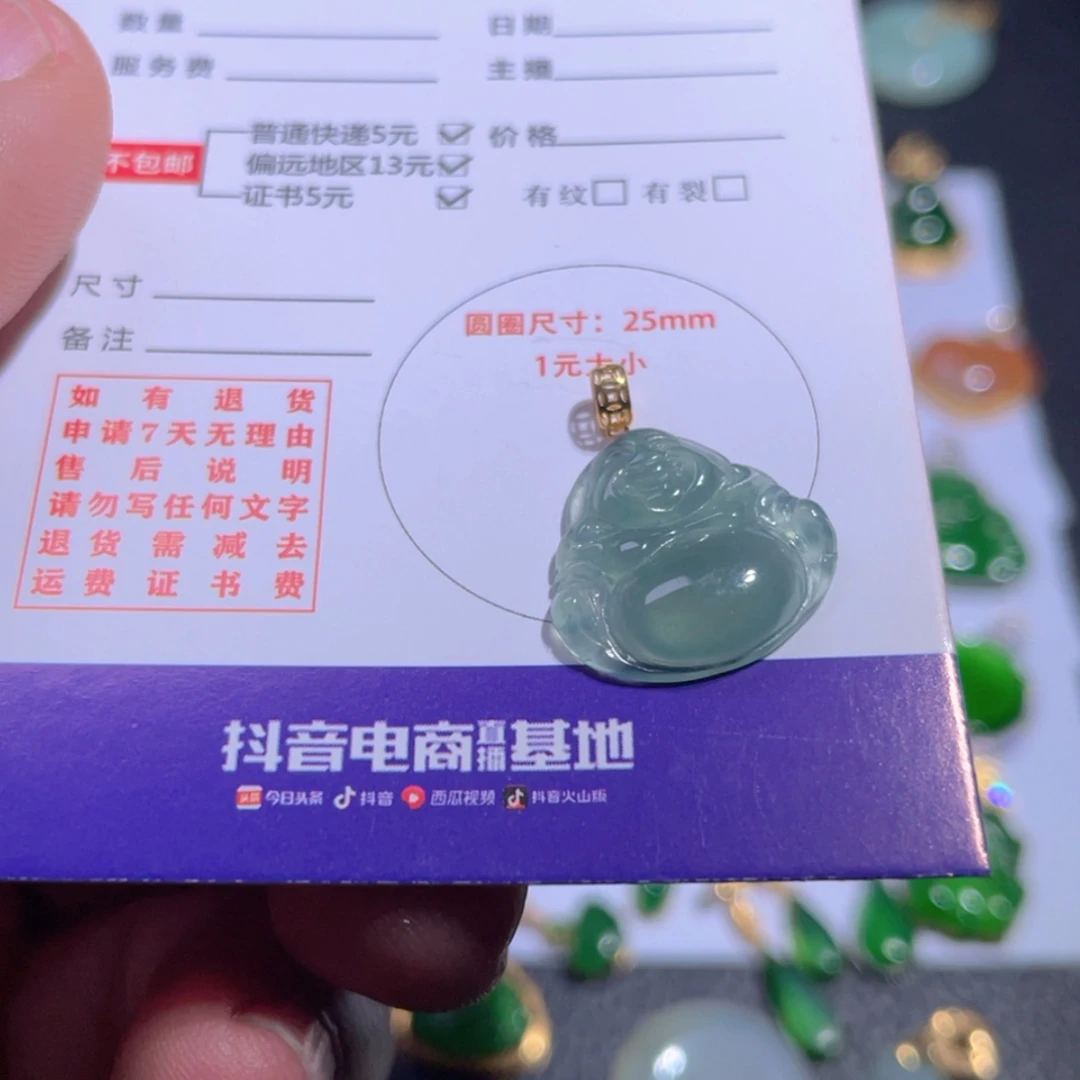 数量
日期
服务费
主播
不包邮
普通快递5元
偏远地区13元
证书5元
价格
有纹
有裂
尺寸
备注
圆圈尺寸：25mm
1元大小
如有退货
申请7天无理由
售后说明
请勿写任何文字
退货需减去
运费证书费
抖音电商直播基地
头条 今日头条 抖音 西瓜视频 抖音火山版